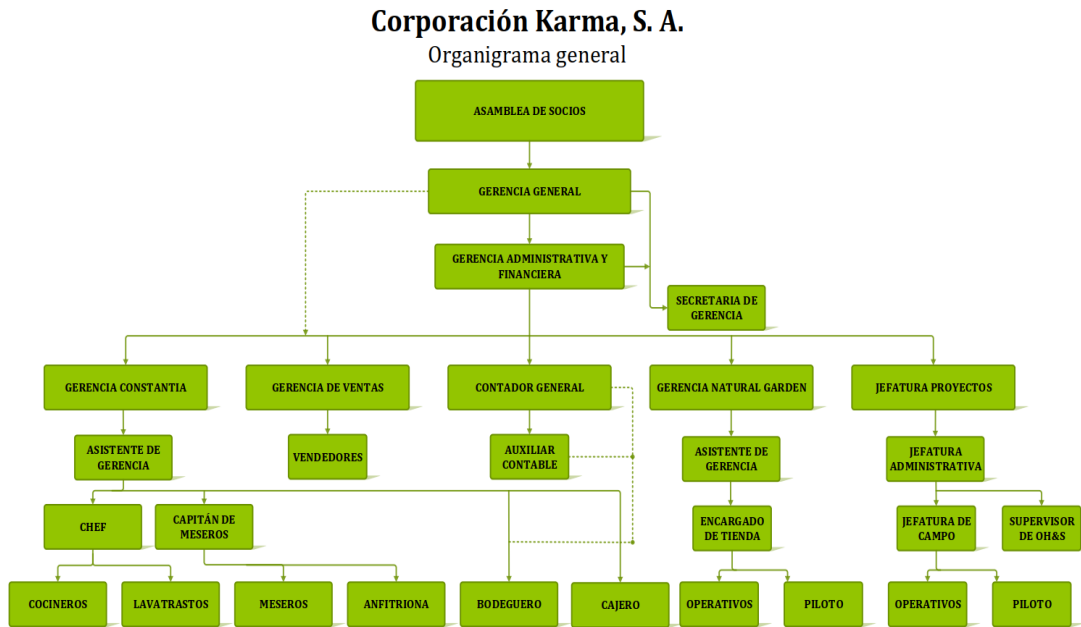 Corporación Karma, S. A.
Organigrama general
ASAMBLEA DE SOCIOS
GERENCIA GENERAL
GERENCIA ADMINISTRATIVA Y
FINANCIERA
SECRETARIA DE
GERENCIA
GERENCIA CONSTANTIA
GERENCIA DE VENTAS
CONTADOR GENERAL
GERENCIA NATURAL GARDEN
JEFATURA PROYECTOS
ASISTENTE DE
GERENCIA
VENDEDORES
AUXILIAR
CONTABLE
ASISTENTE DE
GERENCIA
JEFATURA
ADMINISTRATIVA
CHEF
CAPITÁN DE
MESEROS
ENCARGADO
DE TIENDA
JEFATURA DE
CAMPO
SUPERVISOR
DE OH&S
COCINEROS
LAVATRASTOS
MESEROS
ANFITRIONA
BODEGUERO
CAJERO
OPERATIVOS
PILOTO
OPERATIVOS
PILOTO